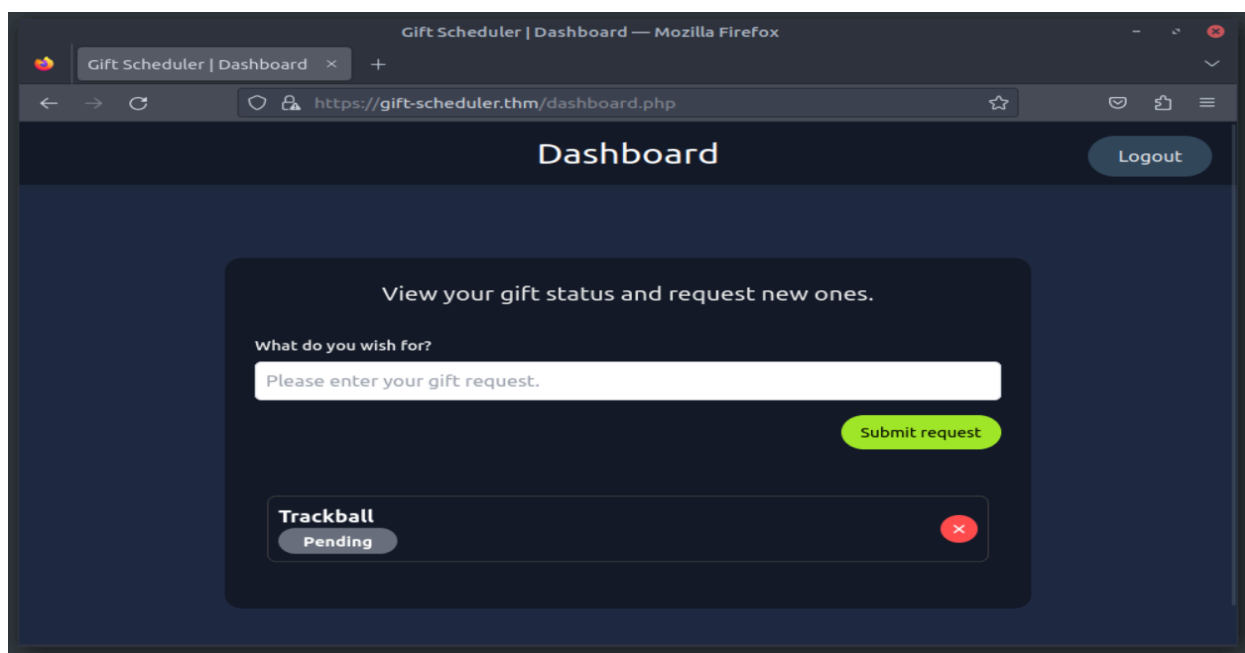 Gift Scheduler | Dashboard — Mozilla Firefox
Gift Scheduler | Dashboard
https://gift-scheduler.thm/dashboard.php
Dashboard
Logout
View your gift status and request new ones.
What do you wish for?
Please enter your gift request.
Submit request
Trackball
Pending